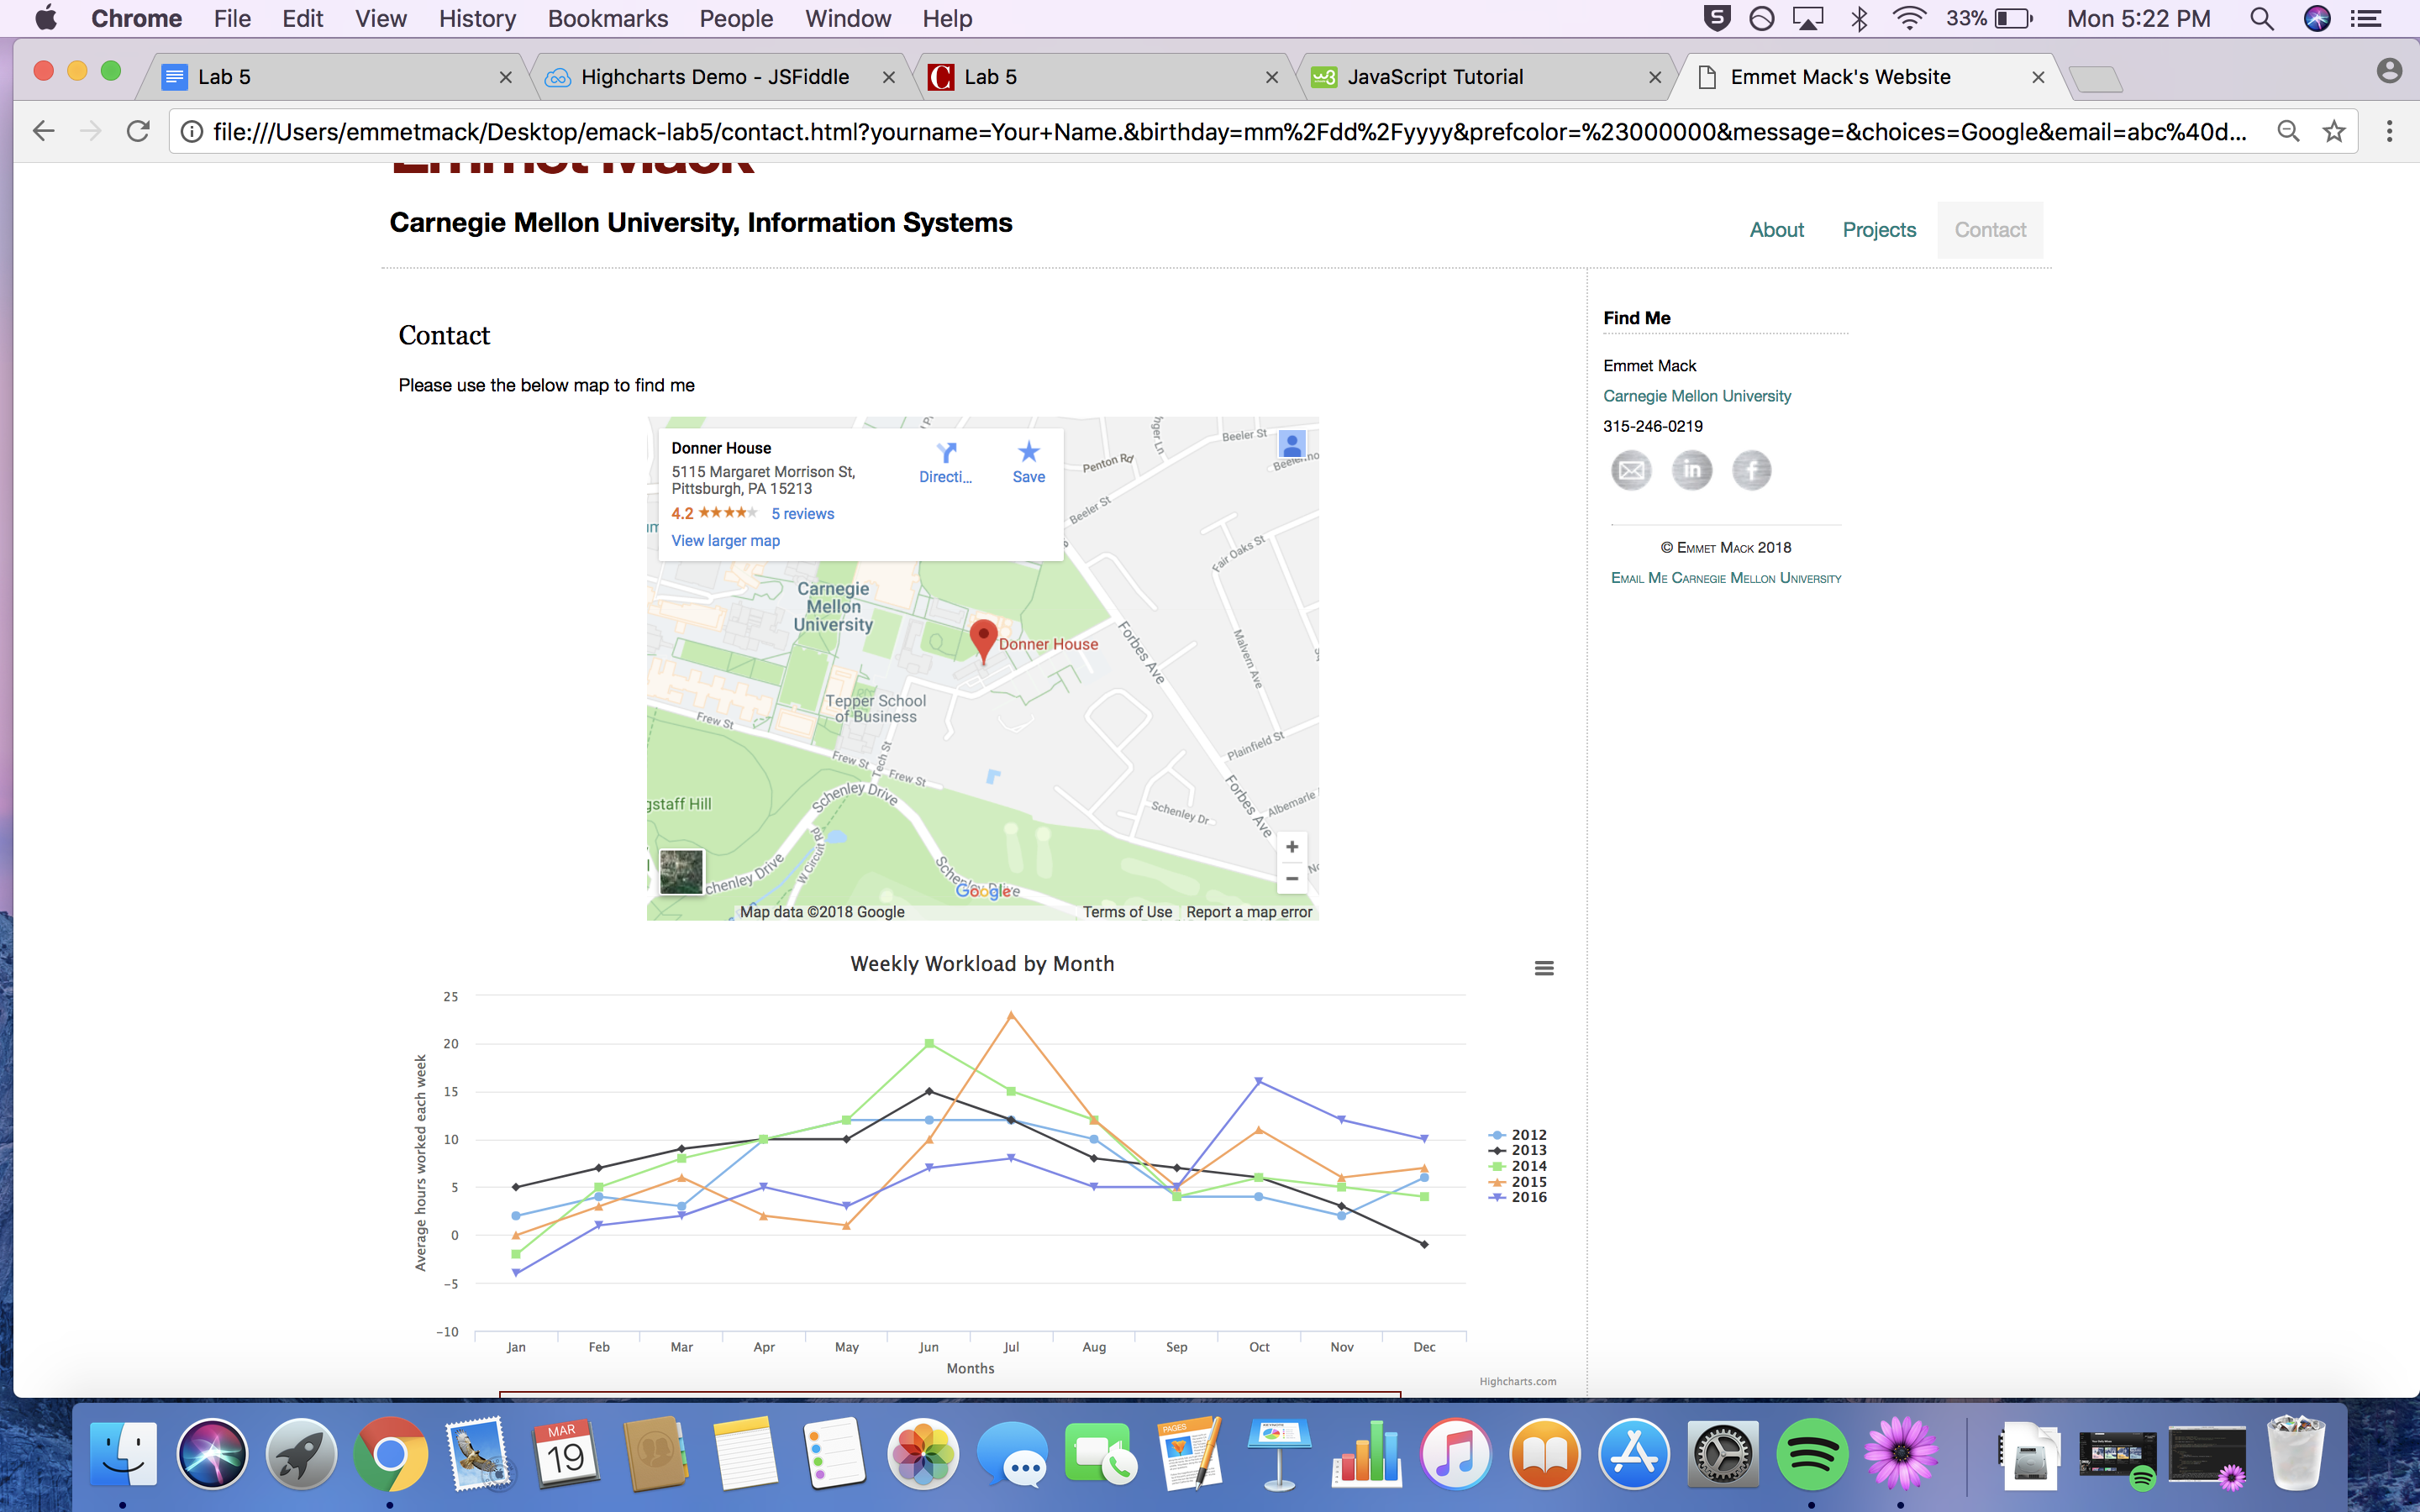 Chrome File Edit View History Bookmarks People Window Help 33% Mon 5:22 PM
Lab 5 Highcharts Demo - JSFiddle Lab 5 JavaScript Tutorial Emmet Mack's Website
file:///Users/emmetmack/Desktop/emack-lab5/contact.html?yourname=Your+Name.&birthday=mm%2Fdd%2Fyyyy&prefcolor=%23000000&message=&choices=Google&email=abc%40d...
Emmet Mack
Carnegie Mellon University, Information Systems
About Projects Contact
Contact
Please use the below map to find me
Donner House
5115 Margaret Morrison St,
Pittsburgh, PA 15213
4.2 5 reviews
View larger map
Directi...
Save
Beeler St
Penton Rd
Beeler St
Fair Oaks St
Carnegie
Mellon
University
Donner House
Forbes Ave
Malvern Ave
Tepper School
of Business
Frew St
Frew St
Tech St
Frew St
Plainfield St
Schenley Drive
Forbes Ave
Albemarle
gstaff Hill
Schenley Dr
W Circuit Rd
chenley Drive
Schenley Drive
Google
+
−
Map data ©2018 Google Terms of Use Report a map error
Weekly Workload by Month
25
20
15
10
5
0
−5
−10
Average hours worked each week
Jan Feb Mar Apr May Jun Jul Aug Sep Oct Nov Dec
Months
2012
2013
2014
2015
2016
Highcharts.com
Find Me
Emmet Mack
Carnegie Mellon University
315-246-0219
in f
© Emmet Mack 2018
Email Me Carnegie Mellon University
MAR
19
PAGES